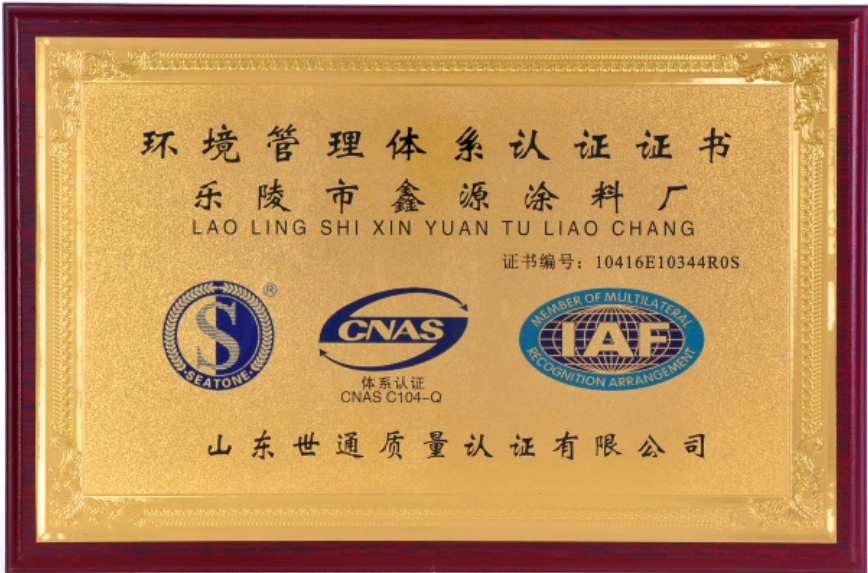 环境管理体系认证证书
乐陵市鑫源涂料厂
LAO LING SHI XIN YUAN TU LIAO CHANG
证书编号：10416E10344R0S
S
SEATONE
®
CNAS
体系认证
CNAS C104-Q
MEMBER OF MULTILATERAL
IAF
RECOGNITION ARRANGEMENT
山东世通质量认证有限公司